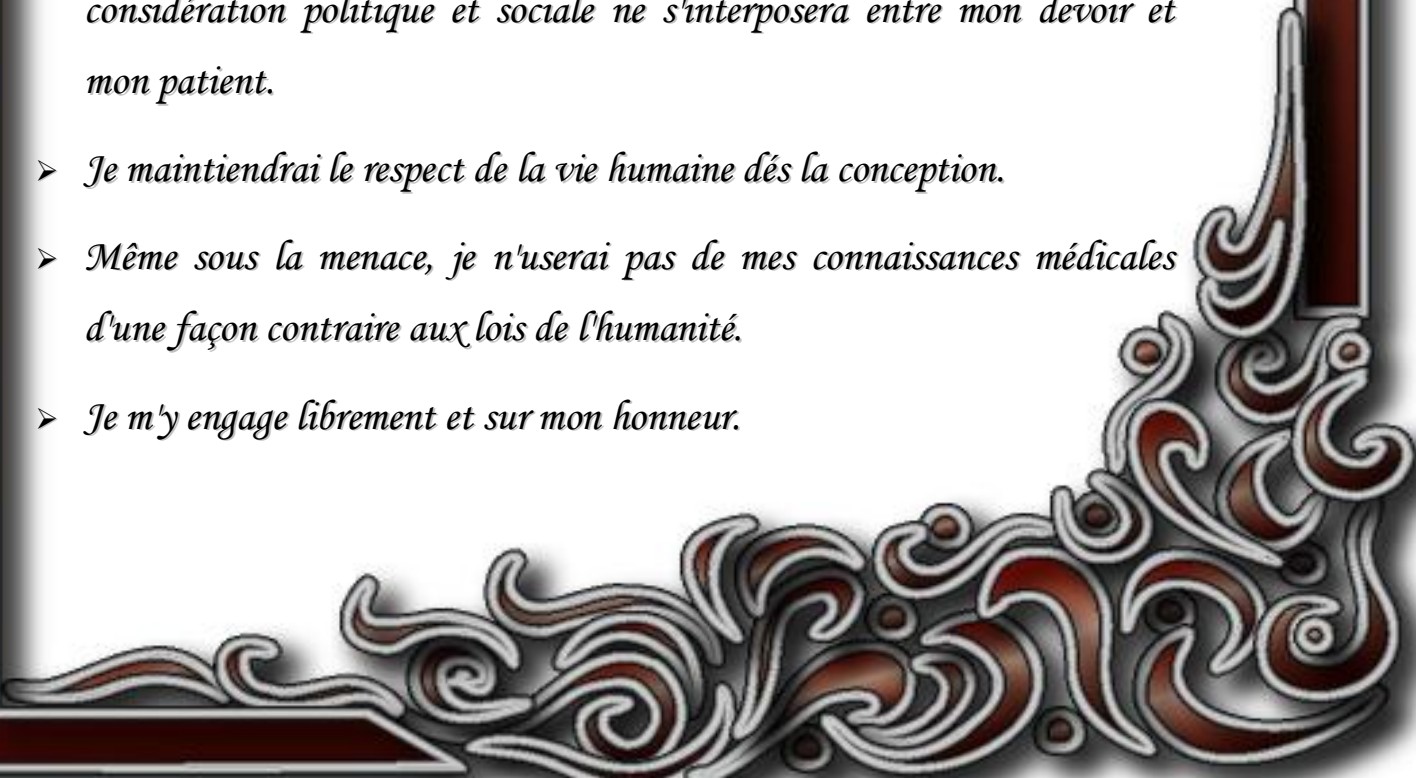 considération politique et sociale ne s'interposera entre mon devoir et
mon patient.
➢ Je maintiendrai le respect de la vie humaine dés la conception.
➢ Même sous la menace, je n'userai pas de mes connaissances médicales
d'une façon contraire aux lois de l'humanité.
➢ Je m'y engage librement et sur mon honneur.